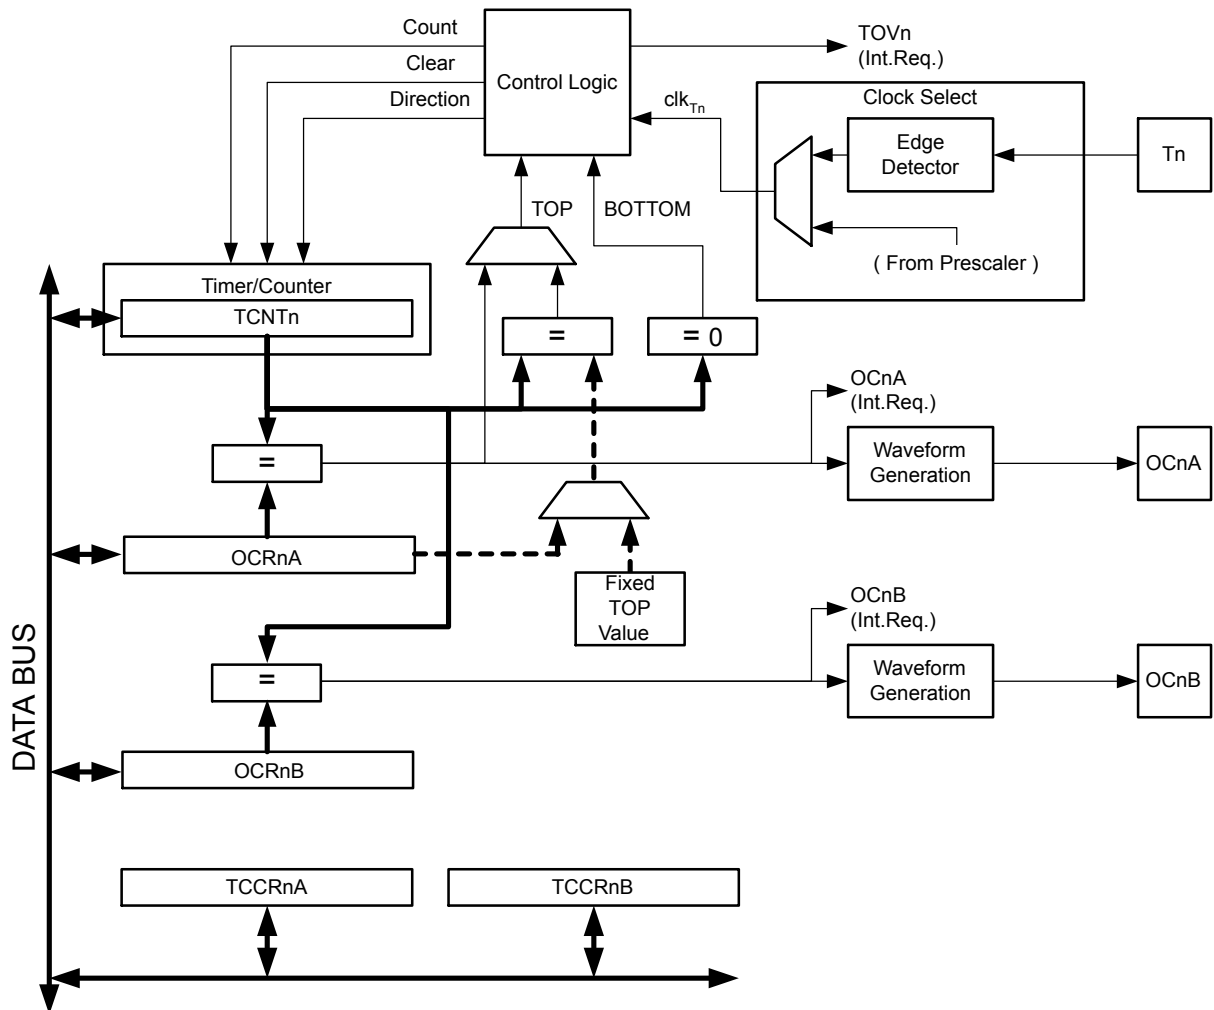 Count
Clear
Direction
Control Logic
TOVn
(Int.Req.)
clkTn
Clock Select
Edge
Detector
Tn
( From Prescaler )
TOP
BOTTOM
Timer/Counter
TCNTn
=
= 0
OCnA
(Int.Req.)
=
Waveform
Generation
OCnA
OCRnA
Fixed
TOP
Value
OCnB
(Int.Req.)
=
Waveform
Generation
OCnB
OCRnB
DATA BUS
TCCRnA
TCCRnB